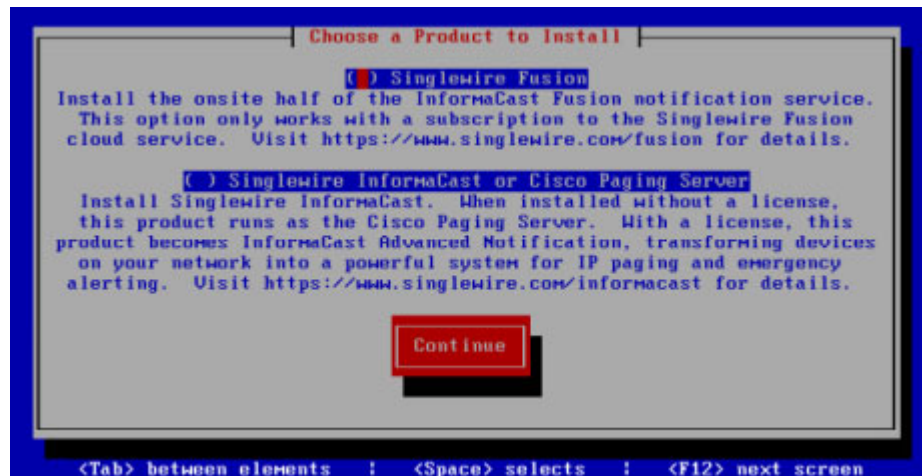 Choose a Product to Install
( ) Singlewire Fusion
Install the onsite half of the InformaCast Fusion notification service.
This option only works with a subscription to the Singlewire Fusion
cloud service. Visit https://www.singlewire.com/fusion for details.
( ) Singlewire InformaCast or Cisco Paging Server
Install Singlewire InformaCast. When installed without a license,
this product runs as the Cisco Paging Server. With a license, this
product becomes InformaCast Advanced Notification, transforming devices
on your network into a powerful system for IP paging and emergency
alerting. Visit https://www.singlewire.com/informacast for details.
Continue
<Tab> between elements | <Space> selects | <F12> next screen